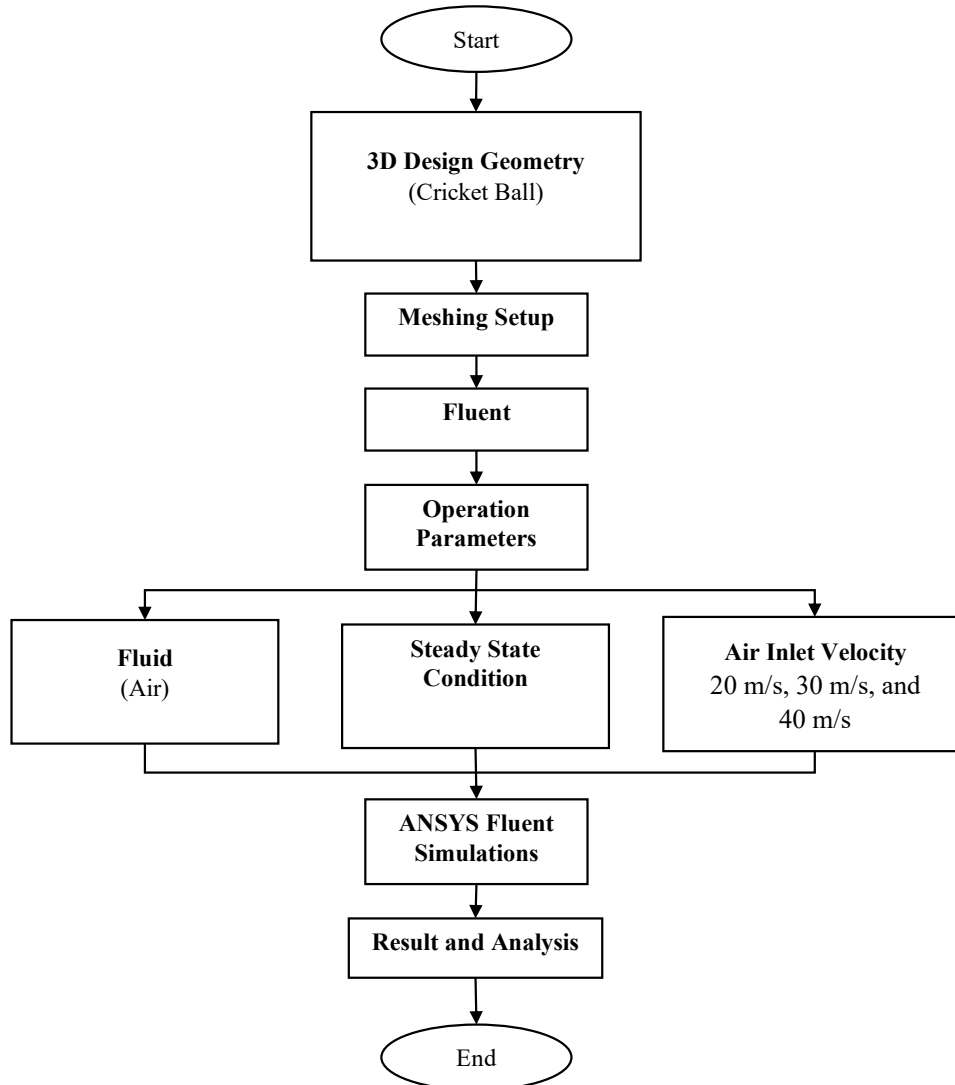 Start
3D Design Geometry
(Cricket Ball)
Meshing Setup
Fluent
Operation
Parameters
Fluid
(Air)
Steady State
Condition
Air Inlet Velocity
20 m/s, 30 m/s, and
40 m/s
ANSYS Fluent
Simulations
Result and Analysis
End